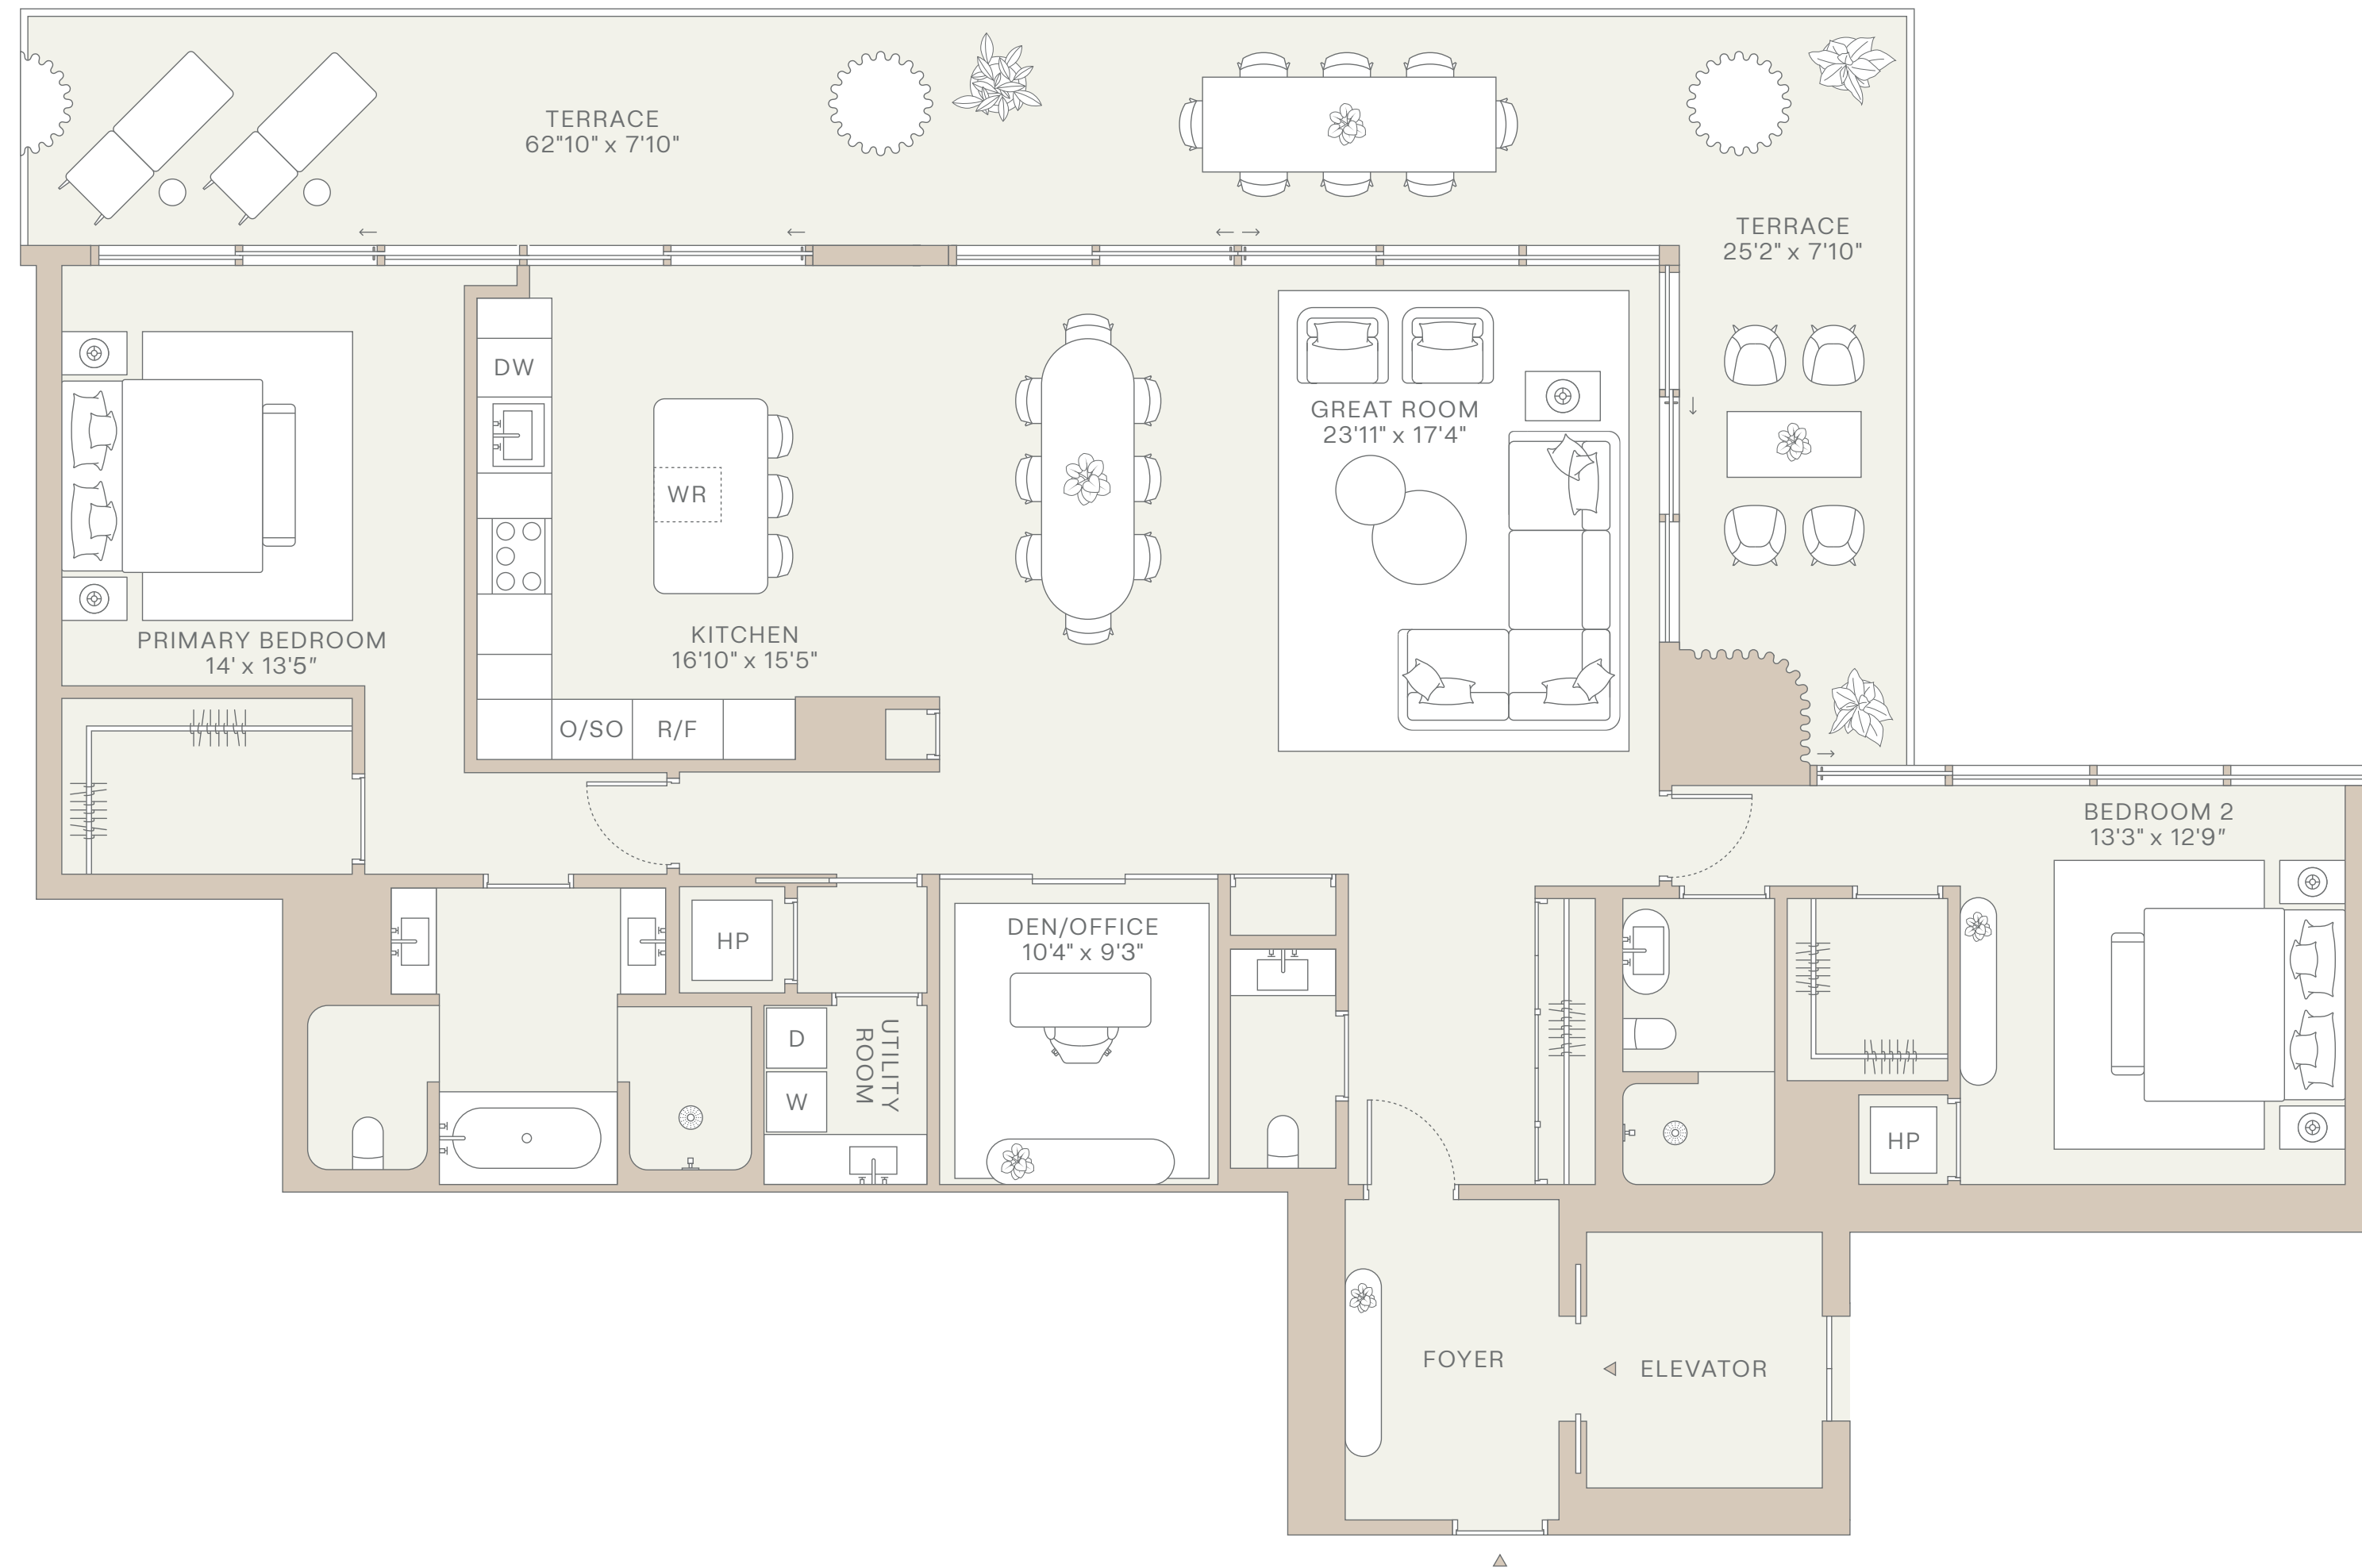 TERRACE
62"10" x 7'10"
TERRACE
25'2" x 7'10"
DW
GREAT ROOM
23'11" x 17'4"
WR
PRIMARY BEDROOM
14' x 13'5"
KITCHEN
16'10" x 15'5"
O/SO
R/F
BEDROOM 2
13'3" x 12'9"
HP
DEN/OFFICE
10'4" x 9'3"
D
W
UTILITY
ROOM
HP
FOYER
ELEVATOR